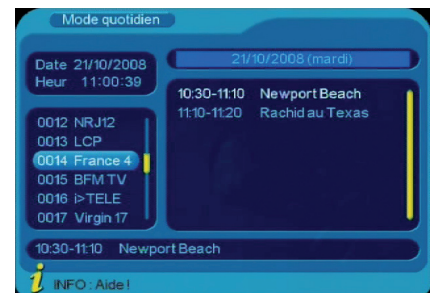 Mode quotidien
Date 21/10/2008
Heur 11:00:39
21/10/2008 (mardi)
10:30-11:10 Newport Beach
11:10-11:20 Rachid au Texas
0012 NRJ12
0013 LCP
0014 France 4
0015 BFM TV
0016 i>TELE
0017 Virgin 17
10:30-11:10 Newport Beach
i INFO : Aide !